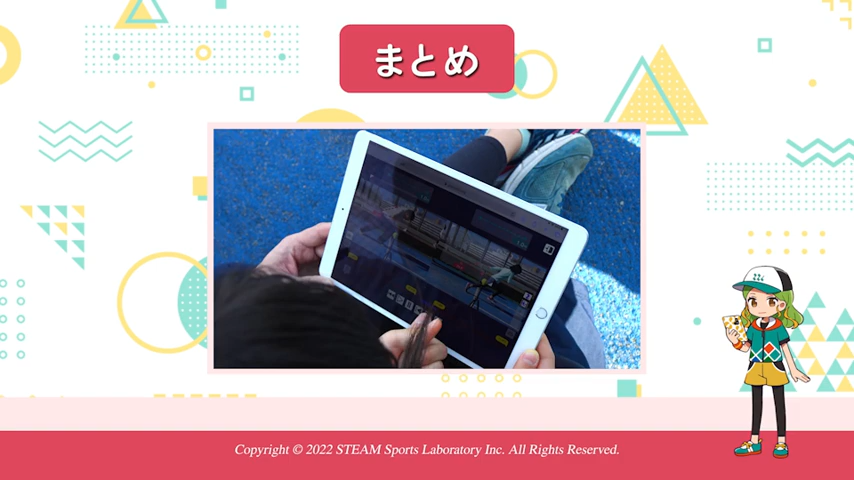 まとめ
Copyright © 2022 STEAM Sports Laboratory Inc. All Rights Reserved.